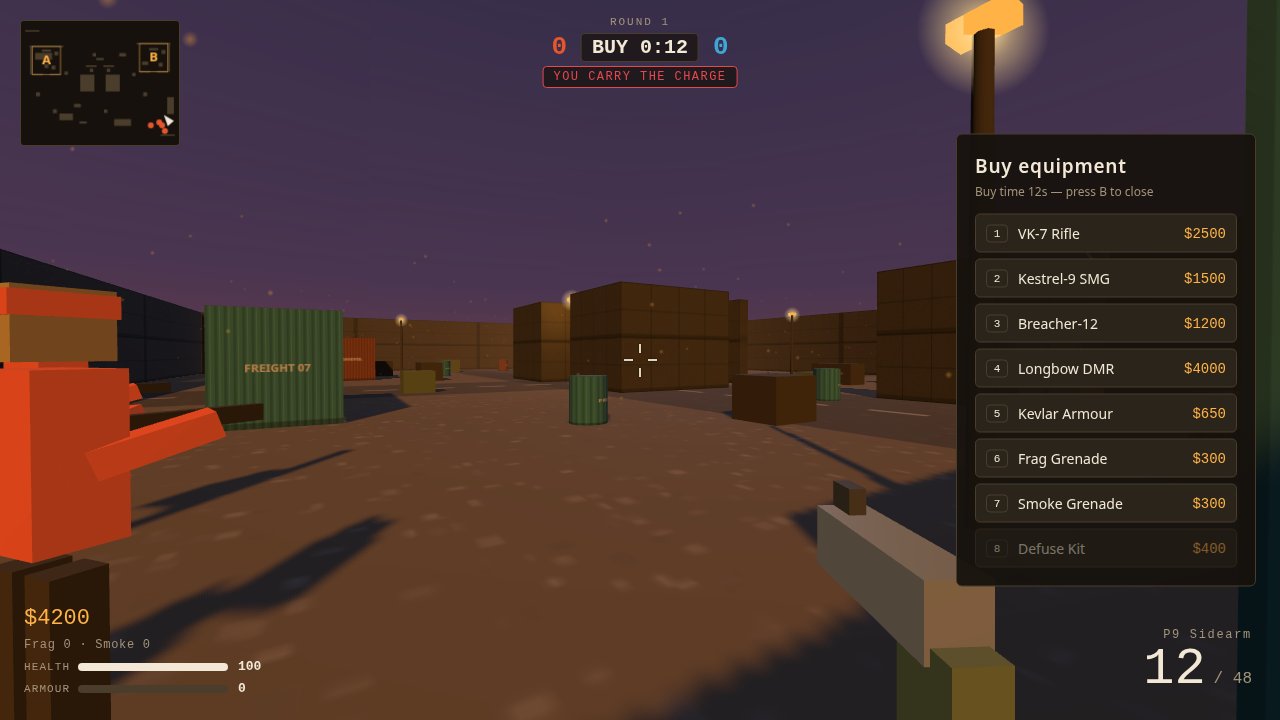 ROUND 1
0 BUY 0:12 0
YOU CARRY THE CHARGE
A
B
Buy equipment
Buy time 12s — press B to close
1 VK-7 Rifle $2500
2 Kestrel-9 SMG $1500
3 Breacher-12 $1200
4 Longbow DMR $4000
5 Kevlar Armour $650
6 Frag Grenade $300
7 Smoke Grenade $300
8 Defuse Kit $400
FREIGHT 07
$4200
Frag 0 · Smoke 0
HEALTH 100
ARMOUR 0
P9 Sidearm
12 / 48